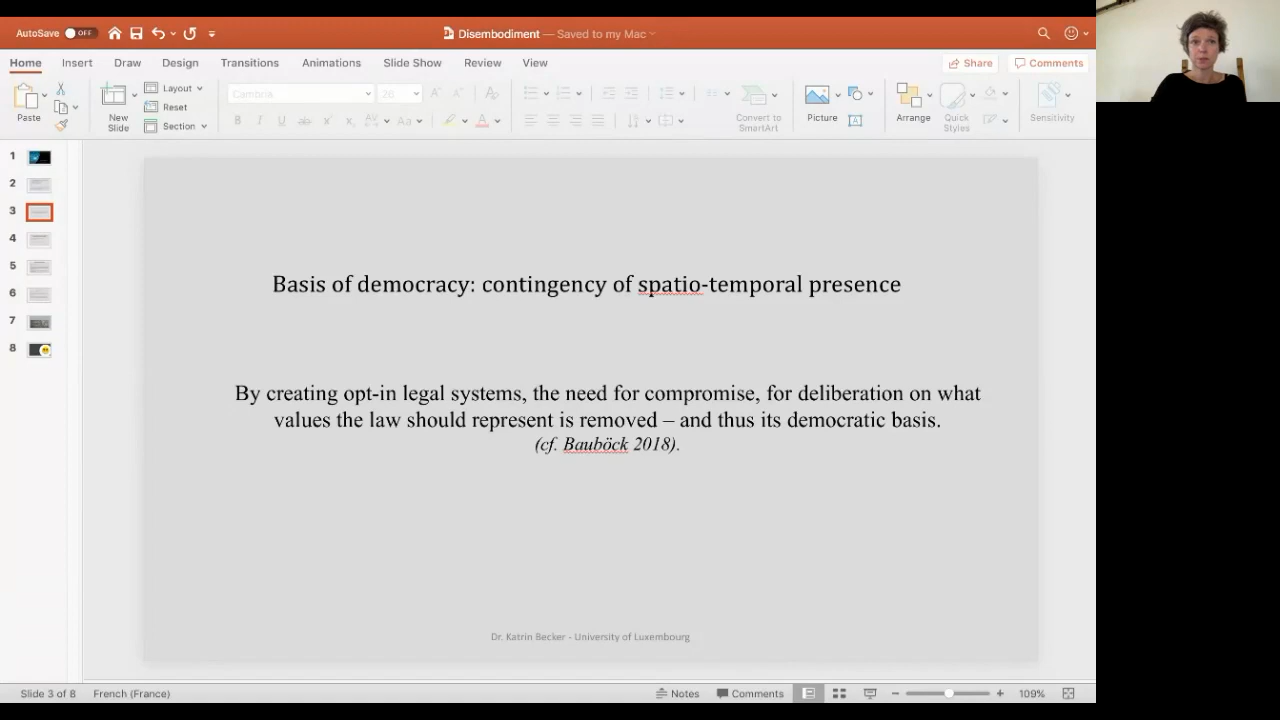 AutoSave OFF
Disembodiment — Saved to my Mac
Home Insert Draw Design Transitions Animations Slide Show Review View
Share Comments
Paste
New Slide
Layout
Reset
Section
Cambria 28
Convert to SmartArt
Picture
Arrange
Quick Styles
Sensitivity
1
2
3
4
5
6
7
8
Basis of democracy: contingency of spatio-temporal presence
By creating opt-in legal systems, the need for compromise, for deliberation on what
values the law should represent is removed – and thus its democratic basis.
(cf. Bauböck 2018).
Dr. Katrin Becker - University of Luxembourg
Slide 3 of 8 French (France)
Notes Comments 109%